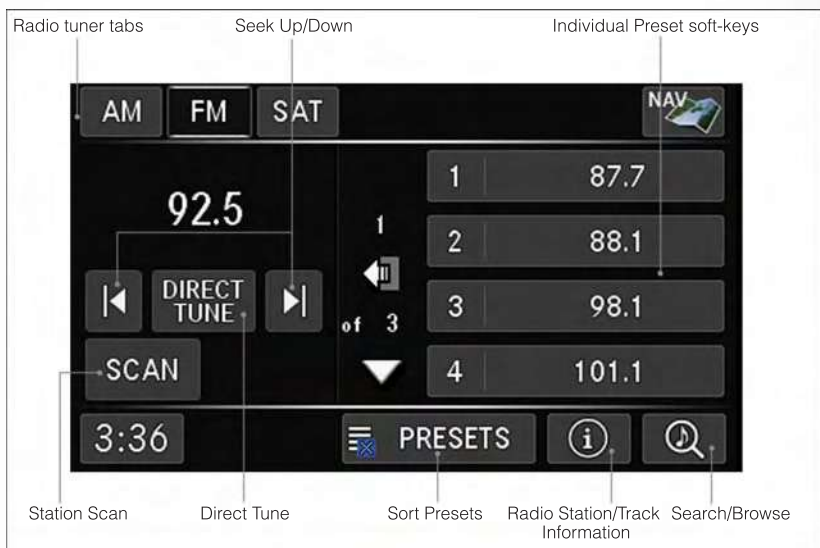 Radio tuner tabs
Seek Up/Down
Individual Preset soft-keys
AM
FM
SAT
NAV
92.5
1
of 3
1 87.7
2 88.1
3 98.1
4 101.1
DIRECT
TUNE
SCAN
3:36
PRESETS
i
Station Scan
Direct Tune
Sort Presets
Radio Station/Track
Information
Search/Browse